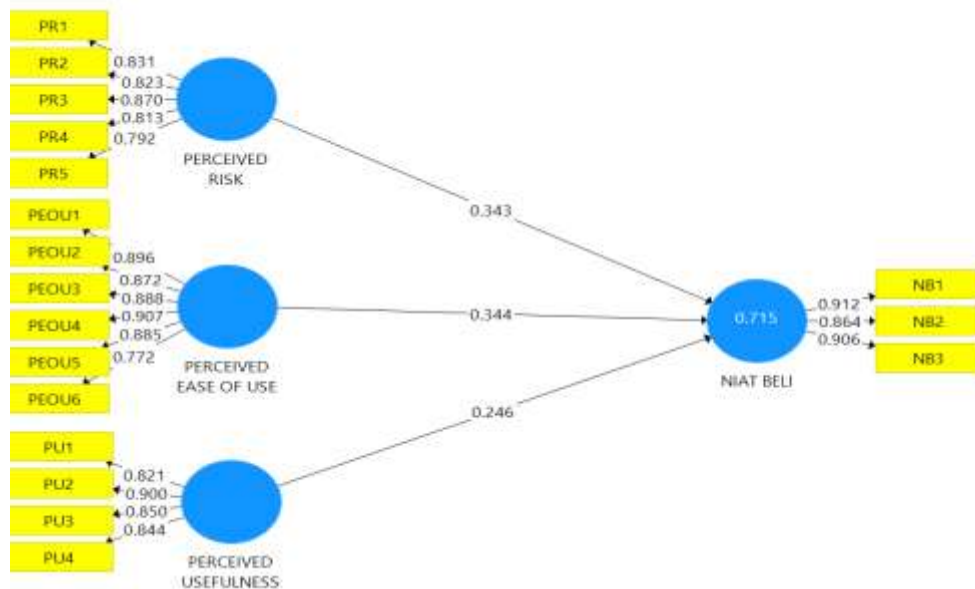 PR1
PR2
PR3
PR4
PR5
0.831
0.823
0.870
0.813
0.792
PERCEIVED
RISK
0.343
PEOU1
PEOU2
PEOU3
PEOU4
PEOU5
PEOU6
0.896
0.872
0.888
0.907
0.885
0.772
PERCEIVED
EASE OF USE
0.344
PU1
PU2
PU3
PU4
0.821
0.900
0.850
0.844
PERCEIVED
USEFULNESS
0.246
0.715
NIAT BELI
0.912
0.864
0.906
NB1
NB2
NB3